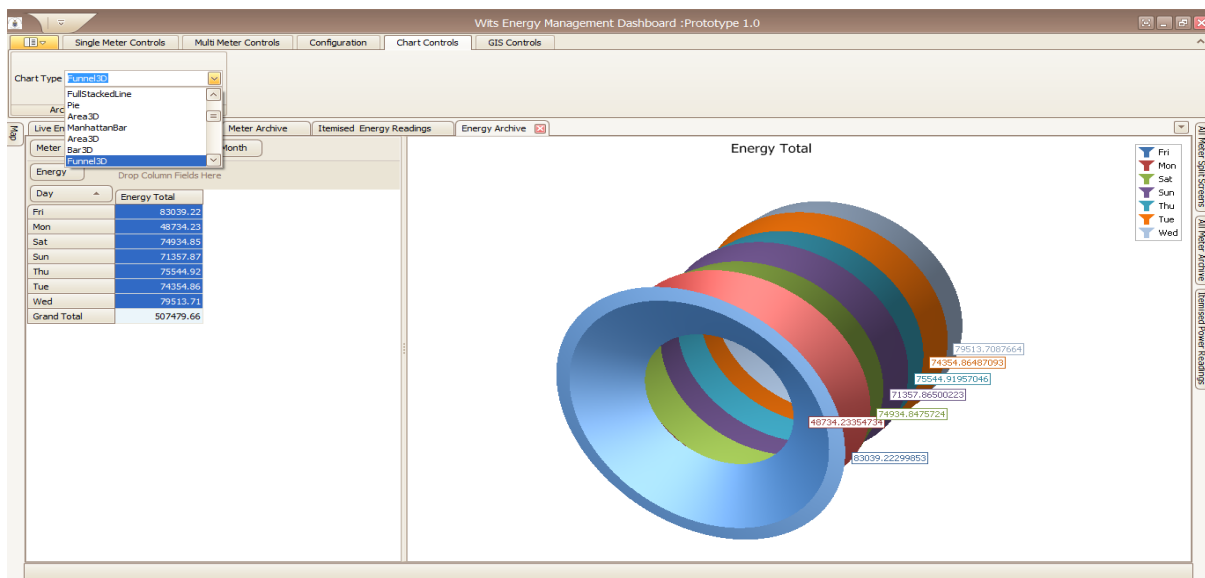 Wits Energy Management Dashboard :Prototype 1.0
Single Meter Controls
Multi Meter Controls
Configuration
Chart Controls
GIS Controls
Chart Type Funnel3D
FullStackedLine
Pie
Area3D
ManhattanBar
Area3D
Bar3D
Funnel3D
Arc
Map
Live En
Meter Archive
Itemised Energy Readings
Energy Archive
Meter
Month
Energy
Drop Column Fields Here
Day
Energy Total
Fri 83039.22
Mon 48734.23
Sat 74934.85
Sun 71357.87
Thu 75544.92
Tue 74354.86
Wed 79513.71
Grand Total 507479.66
Energy Total
79513.7087664
74354.86487093
75544.91957046
71357.86500223
74934.8475724
48734.23354734
83039.22299853
Fri
Mon
Sat
Sun
Thu
Tue
Wed
All Meter Split Screens
All Meter Archive
Itemised Power Readings